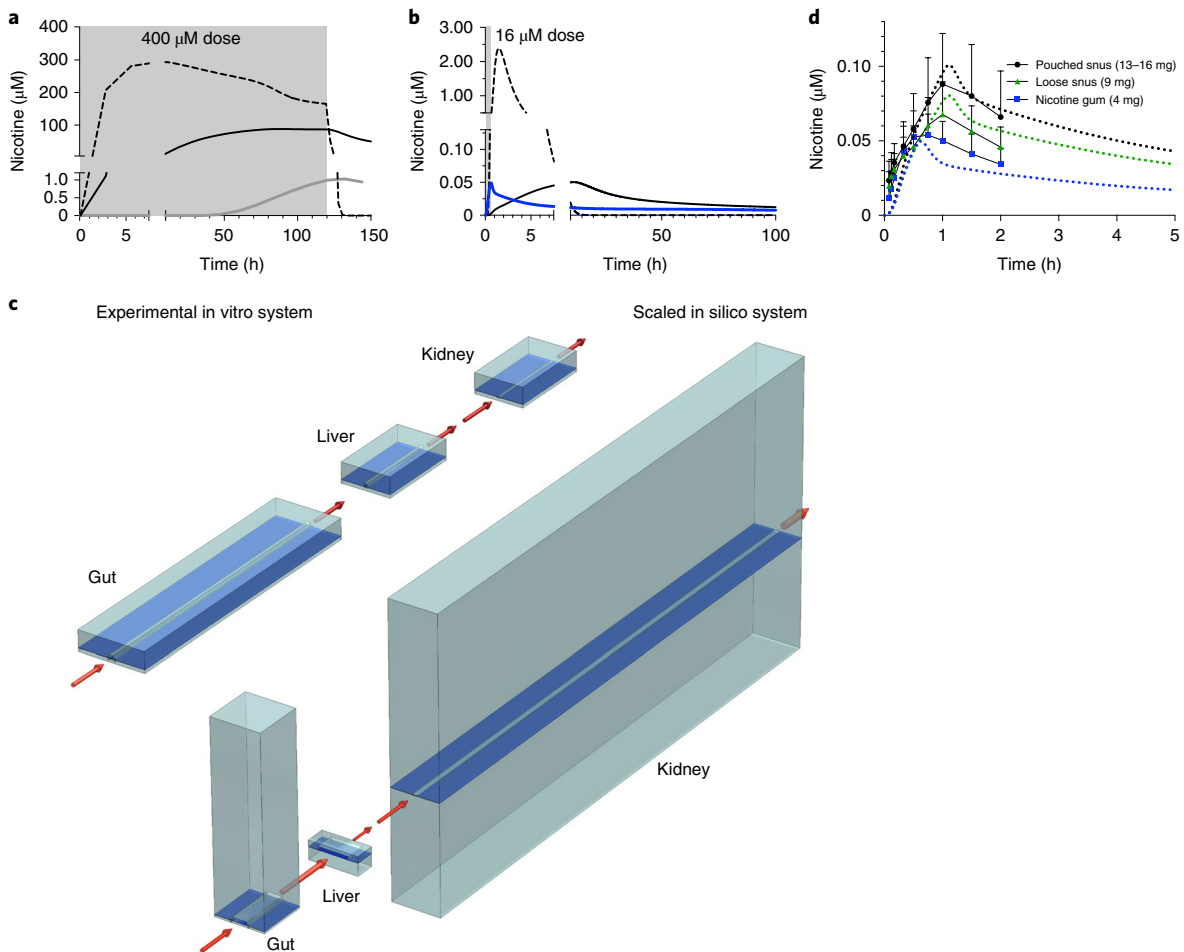 a
400 μM dose
Nicotine (μM)
400
300
200
100
0
1.0
0.5
0
0
5
50
100
150
Time (h)
b
16 μM dose
Nicotine (μM)
3.00
2.00
1.00
0.10
0.05
0
0
5
50
100
Time (h)
d
Pouched snus (13–16 mg)
Loose snus (9 mg)
Nicotine gum (4 mg)
Nicotine (μM)
0.10
0.05
0
0
1
2
3
4
5
Time (h)
c
Experimental in vitro system
Scaled in silico system
Kidney
Liver
Gut
Kidney
Liver
Gut